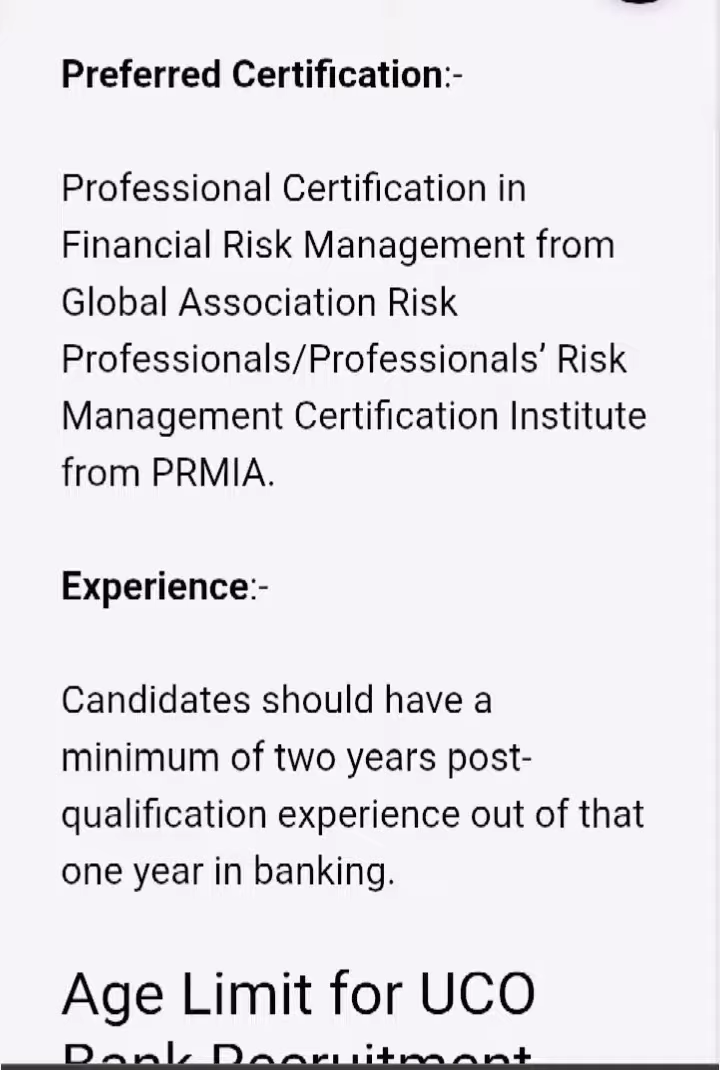 Preferred Certification:-
Professional Certification in
Financial Risk Management from
Global Association Risk
Professionals/Professionals’ Risk
Management Certification Institute
from PRMIA.
Experience:-
Candidates should have a
minimum of two years post-
qualification experience out of that
one year in banking.
Age Limit for UCO
Bank Recruitment